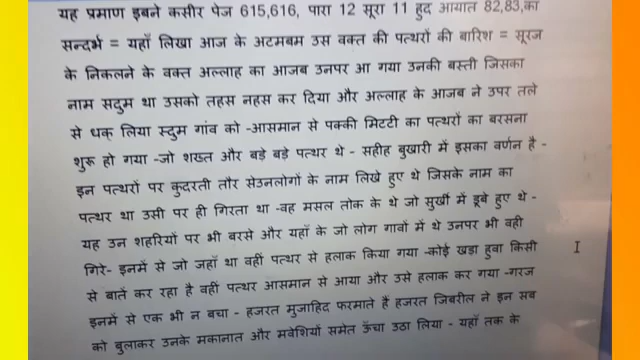 यह प्रमाण इबने कसीर पेज 615,616, पारा 12 सूरा 11 हुद आयात 82,83,का
सन्दर्भ = यहाँ लिखा आज के अटमबम उस वक्त की पत्थरों की बारिश = सूरज
के निकलने के वक्त अल्लाह का आजब उनपर आ गया उनकी बस्ती जिसका
नाम सदुम था उसको तहस नहस कर दिया और अल्लाह के आजब ने उपर तले
से धक् लिया स्दुम गांव को -आसमान से पक्की मिटटी का पत्थरों का बरसना
शुरू हो गया -जो शख्त और बड़े बड़े पत्थर थे - सहीह बुखारी में इसका वर्णन है -
इन पत्थरों पर कुदरती तौर सेउनलोगों के नाम लिखे हुए थे जिसके नाम का
पत्थर था उसी पर ही गिरता था -वह मसल तोक के थे जो सुर्खी में डूबे हुए थे -
यह उन शहरियों पर भी बरसे और यहाँ के जो लोग गावों में थे उनपर भी वही
गिरे- इनमें से जो जहाँ था वहीं पत्थर से हलाक किया गया -कोई खड़ा हुवा किसी
से बातें कर रहा है वहीं पत्थर आसमान से आया और उसे हलाक कर गया -गरज
इनमें से एक भी न बचा - हजरत मुजाहिद फरमाते हैं हजरत जिबरील ने इन सब
को बुलाकर उनके मकानात और मवेशियों समेत ऊँचा उठा लिया - यहाँ तक के